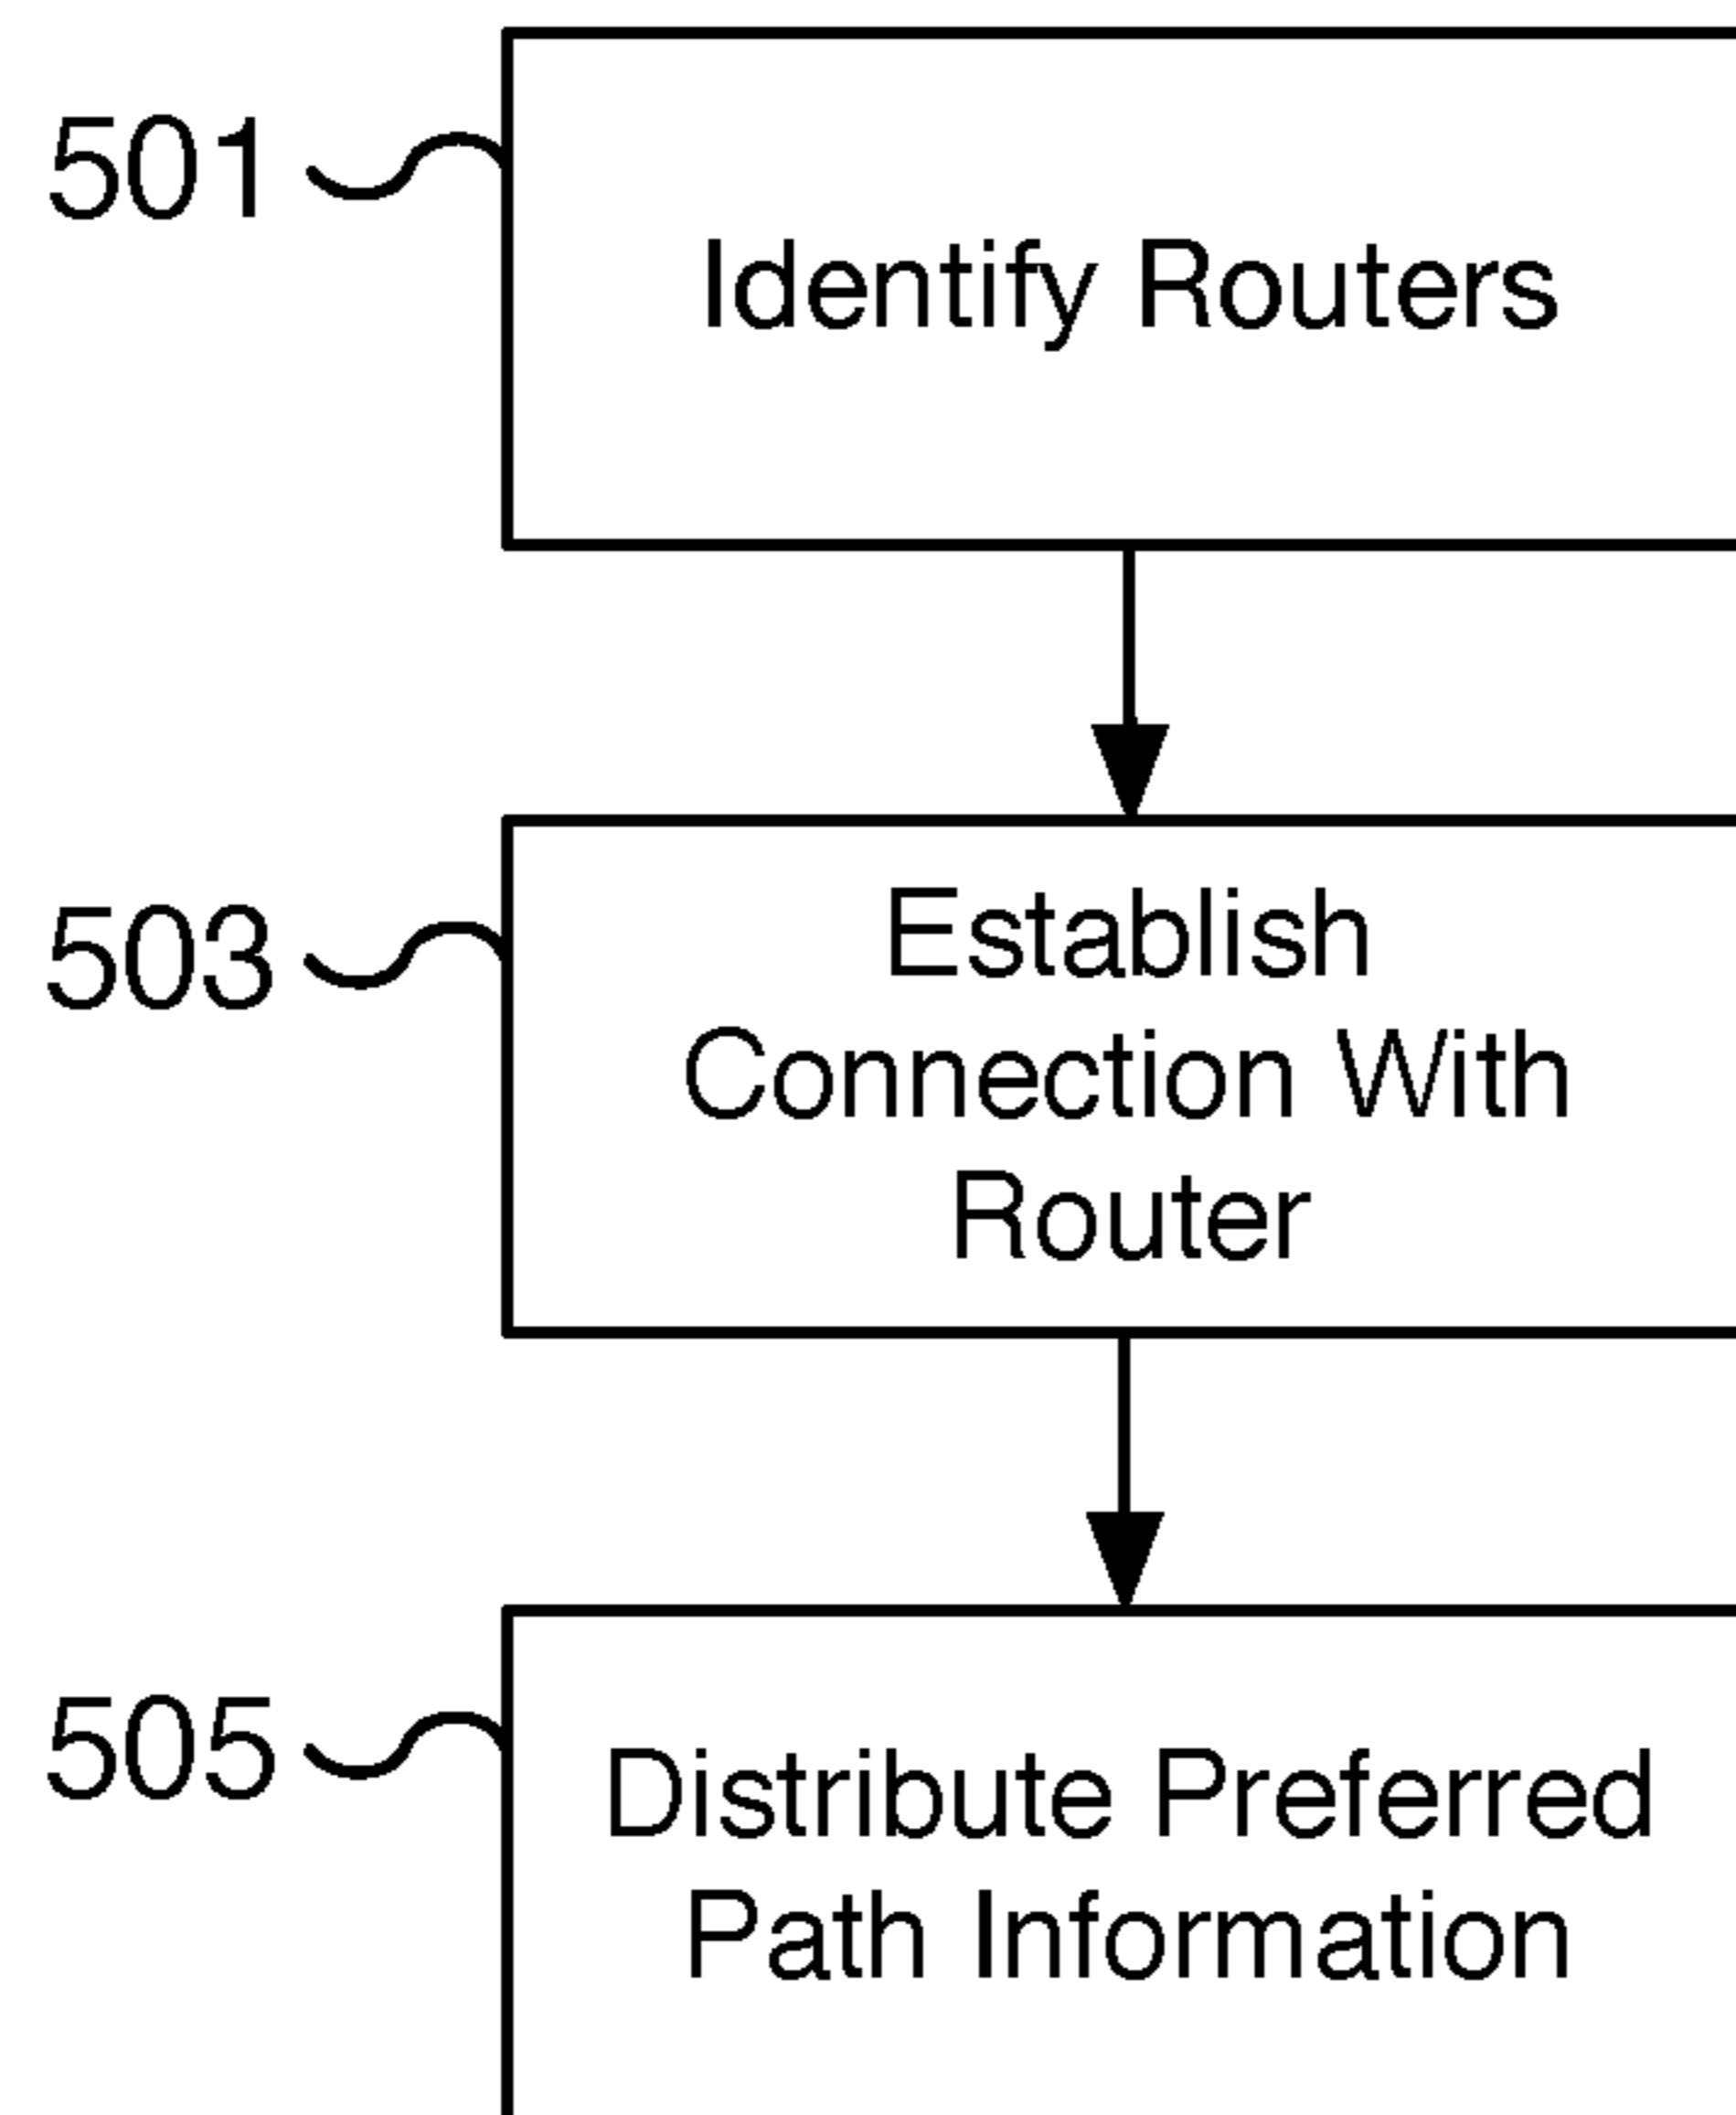 501
Identify Routers
503
Establish
Connection With
Router
505
Distribute Preferred
Path Information